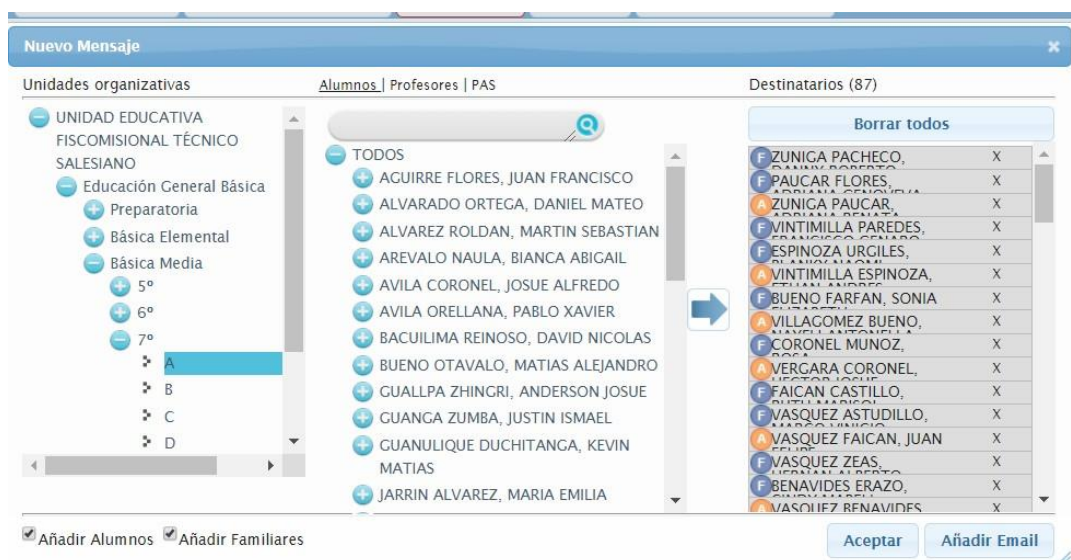 Nuevo Mensaje
Unidades organizativas
UNIDAD EDUCATIVA
FISCOMISIONAL TÉCNICO
SALESIANO
Educación General Básica
Preparatoria
Básica Elemental
Básica Media
5º
6º
7º
A
B
C
D
Alumnos | Profesores | PAS
TODOS
AGUIRRE FLORES, JUAN FRANCISCO
ALVARADO ORTEGA, DANIEL MATEO
ALVAREZ ROLDAN, MARTIN SEBASTIAN
AREVALO NAULA, BIANCA ABIGAIL
AVILA CORONEL, JOSUE ALFREDO
AVILA ORELLANA, PABLO XAVIER
BACUILIMA REINOSO, DAVID NICOLAS
BUENO OTAVALO, MATIAS ALEJANDRO
GUALLPA ZHINGRI, ANDERSON JOSUE
GUANGA ZUMBA, JUSTIN ISMAEL
GUANULIQUE DUCHITANGA, KEVIN
MATIAS
JARRIN ALVAREZ, MARIA EMILIA
Destinatarios (87)
Borrar todos
F ZUNIGA PACHECO, X
F PAUCAR FLORES, X
A ZUNIGA PAUCAR, X
F VINTIMILLA PAREDES, X
F ESPINOZA URGILES, X
A VINTIMILLA ESPINOZA, X
F BUENO FARFAN, SONIA X
A VILLAGOMEZ BUENO, X
F CORONEL MUNOZ, X
A VERGARA CORONEL, X
F FAICAN CASTILLO, X
F VASQUEZ ASTUDILLO, X
A VASQUEZ FAICAN, JUAN X
F VASQUEZ ZEAS, X
F BENAVIDES ERAZO, X
A VASQUEZ BENAVIDES X
Añadir Alumnos Añadir Familiares
Aceptar Añadir Email